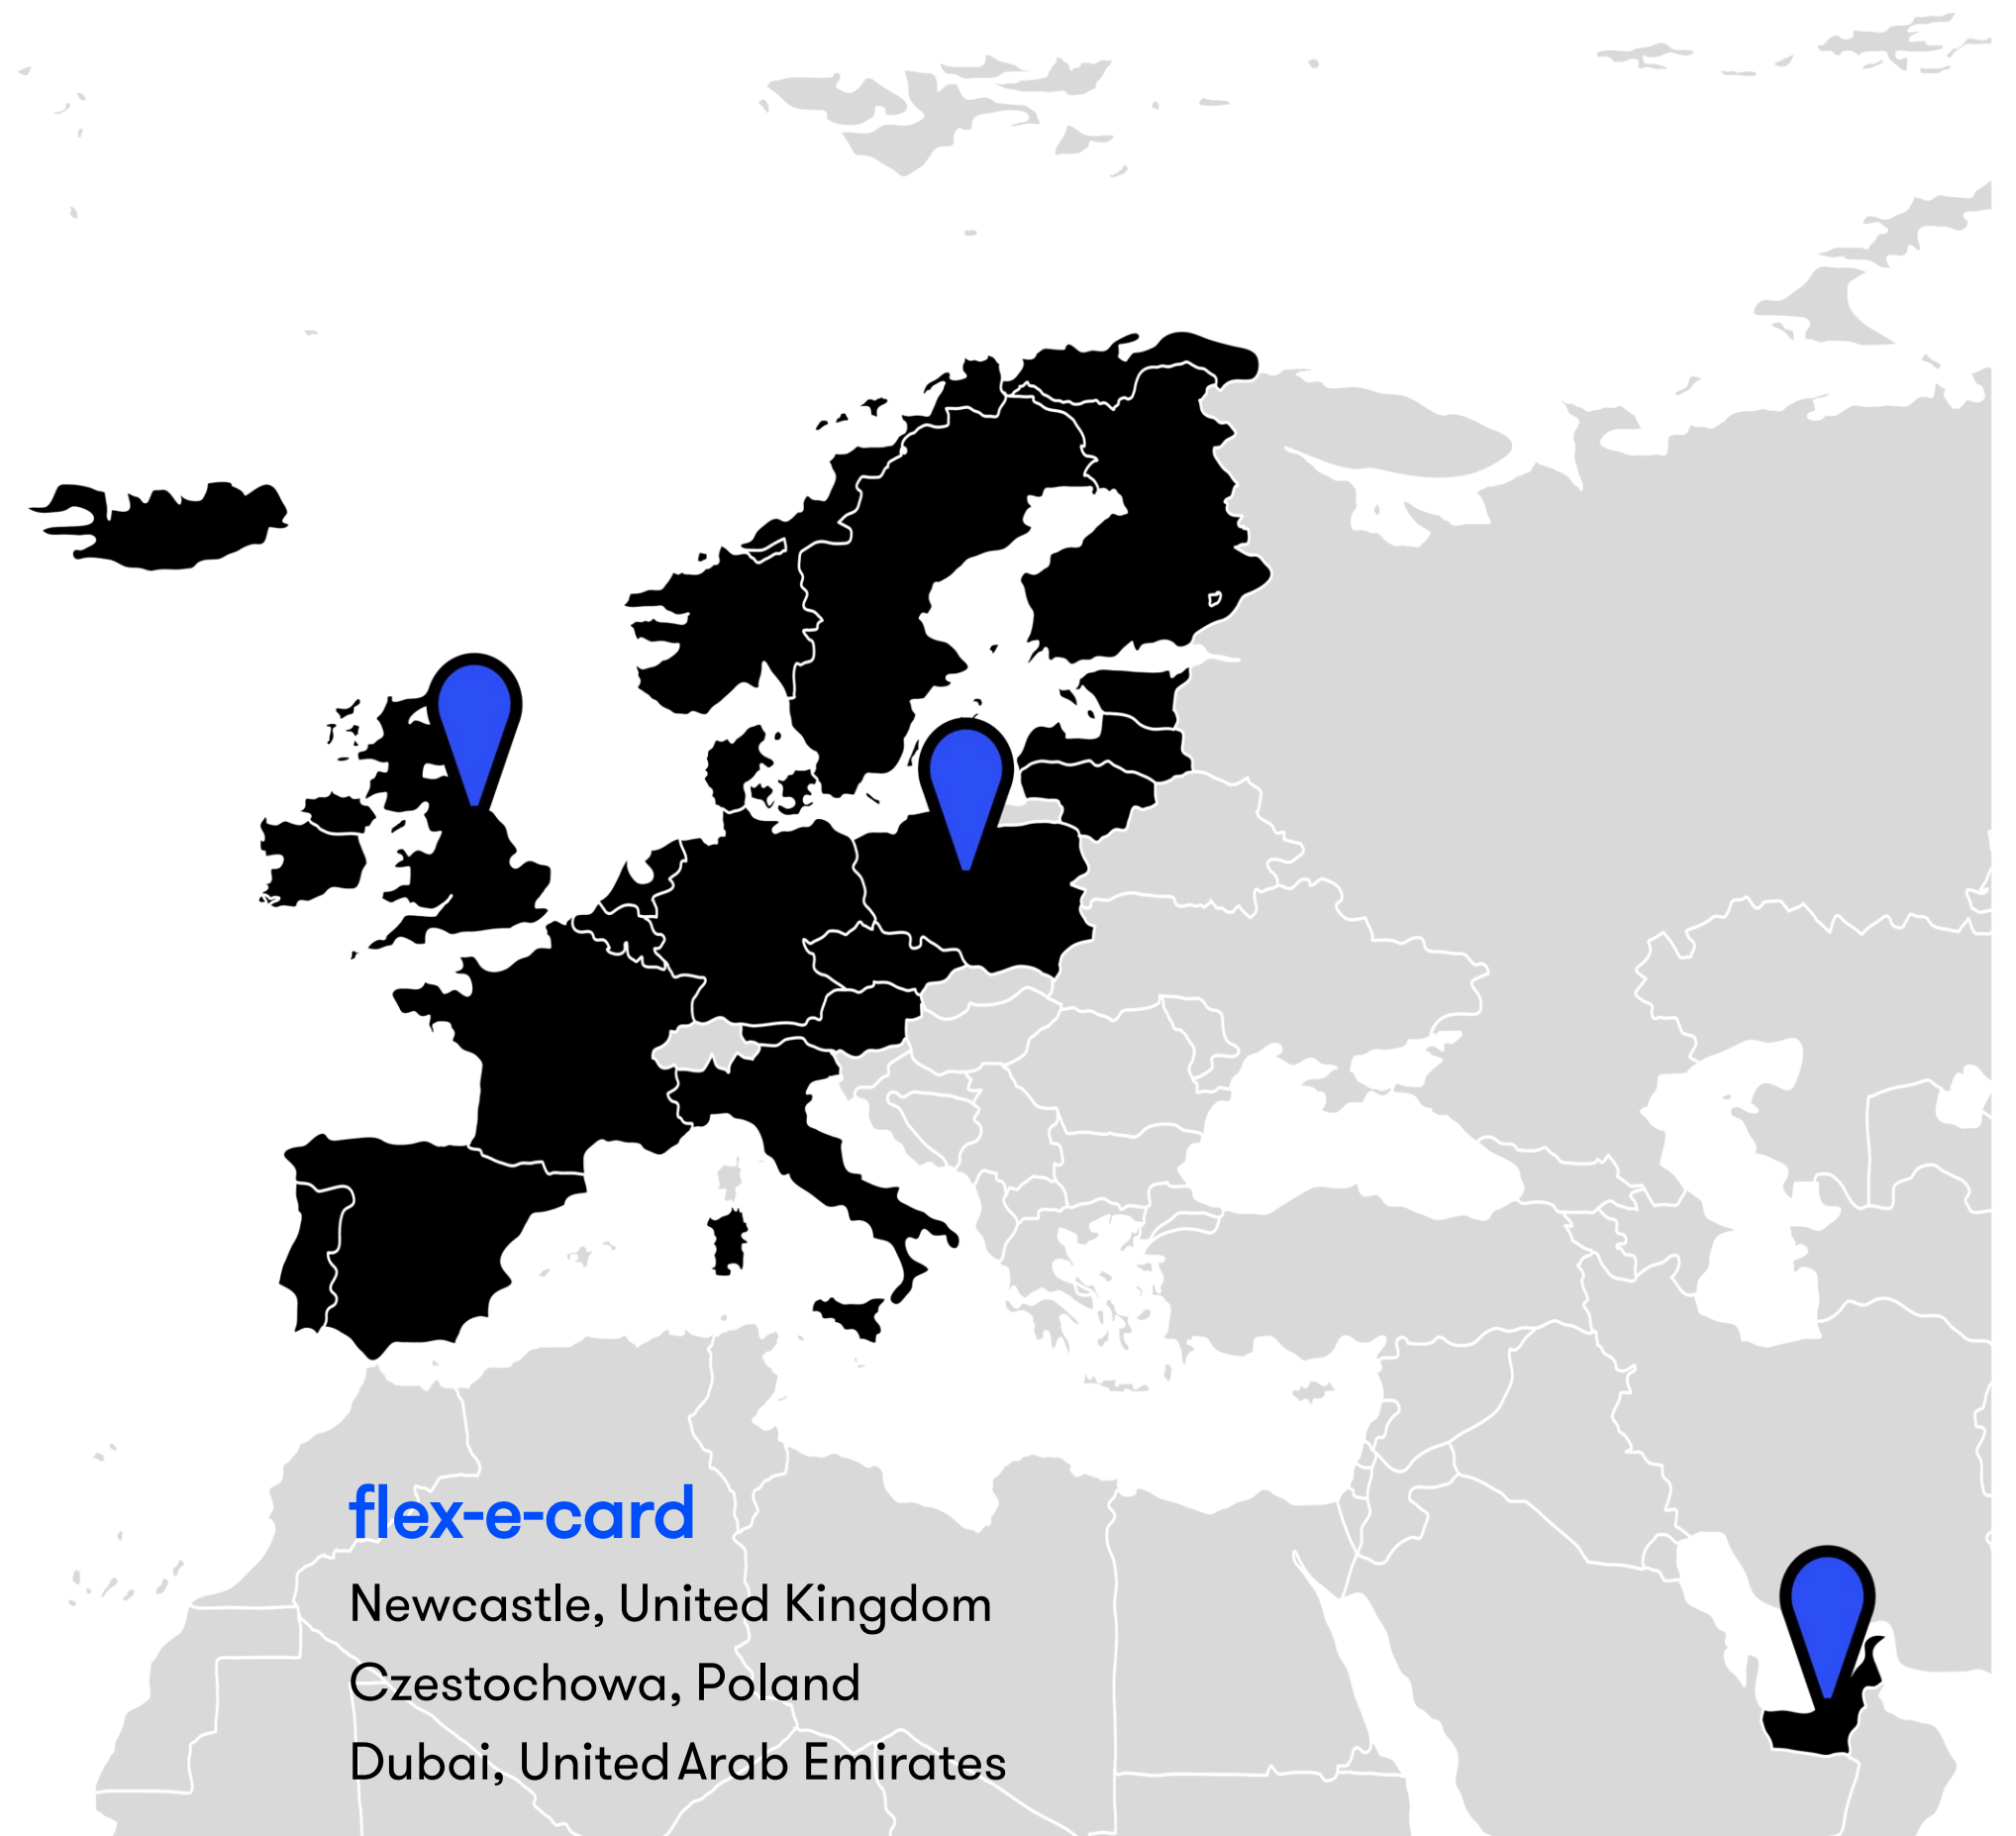 flex-e-card
Newcastle, United Kingdom
Czestochowa, Poland
Dubai, United Arab Emirates